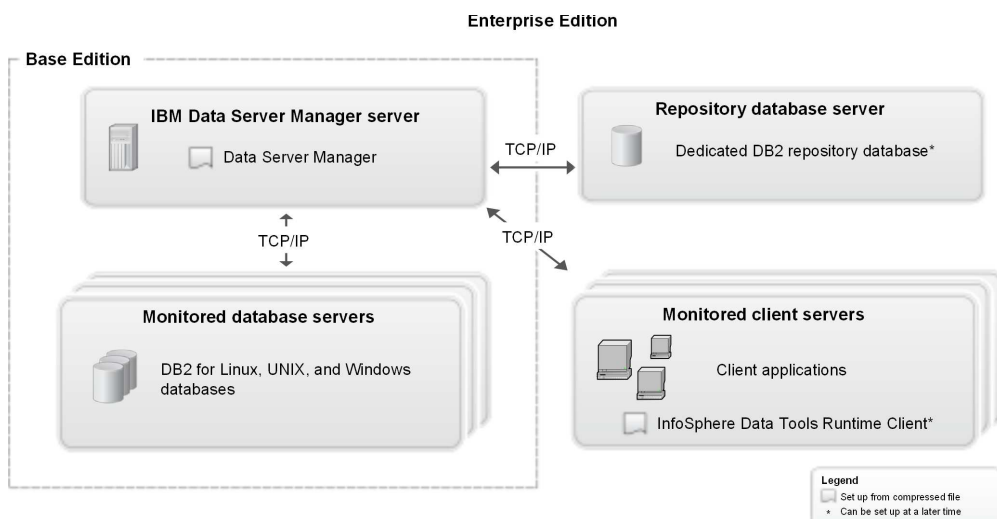 Enterprise Edition
Base Edition
IBM Data Server Manager server
Data Server Manager
TCP/IP
Repository database server
Dedicated DB2 repository database*
TCP/IP
TCP/IP
Monitored database servers
DB2 for Linux, UNIX, and Windows
databases
Monitored client servers
Client applications
InfoSphere Data Tools Runtime Client*
Legend
Set up from compressed file
* Can be set up at a later time